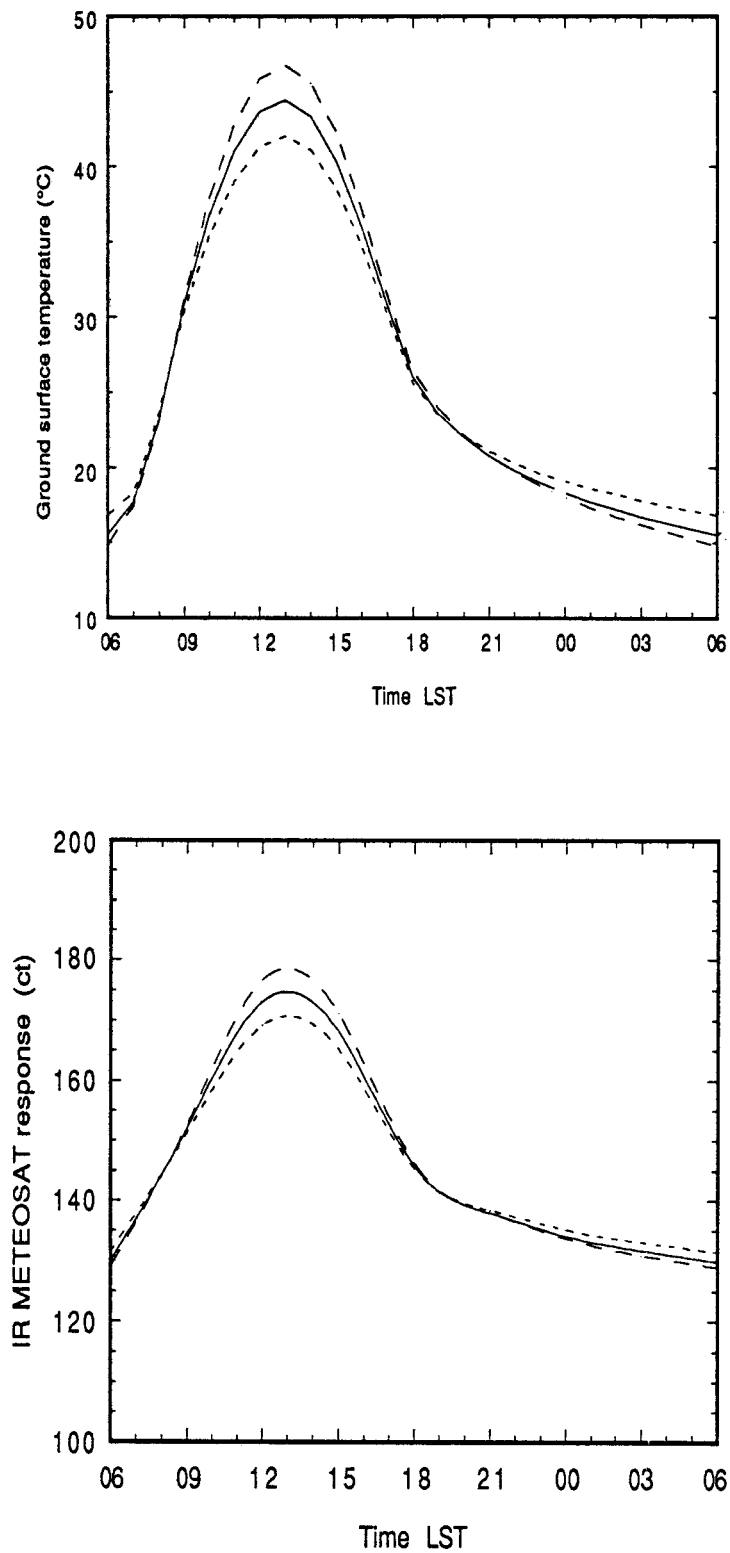 50
40
30
20
10
Ground surface temperature (°C)
06 09 12 15 18 21 00 03 06
Time LST
200
180
160
140
120
100
IR METEOSAT response (ct)
06 09 12 15 18 21 00 03 06
Time LST